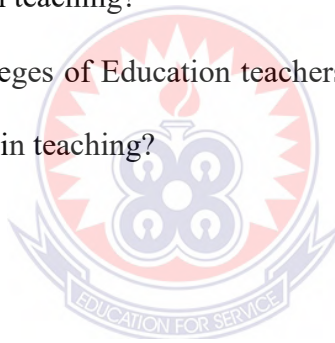 teaching?
eges of Education teachers
in teaching?
EDUCATION FOR SERVICE